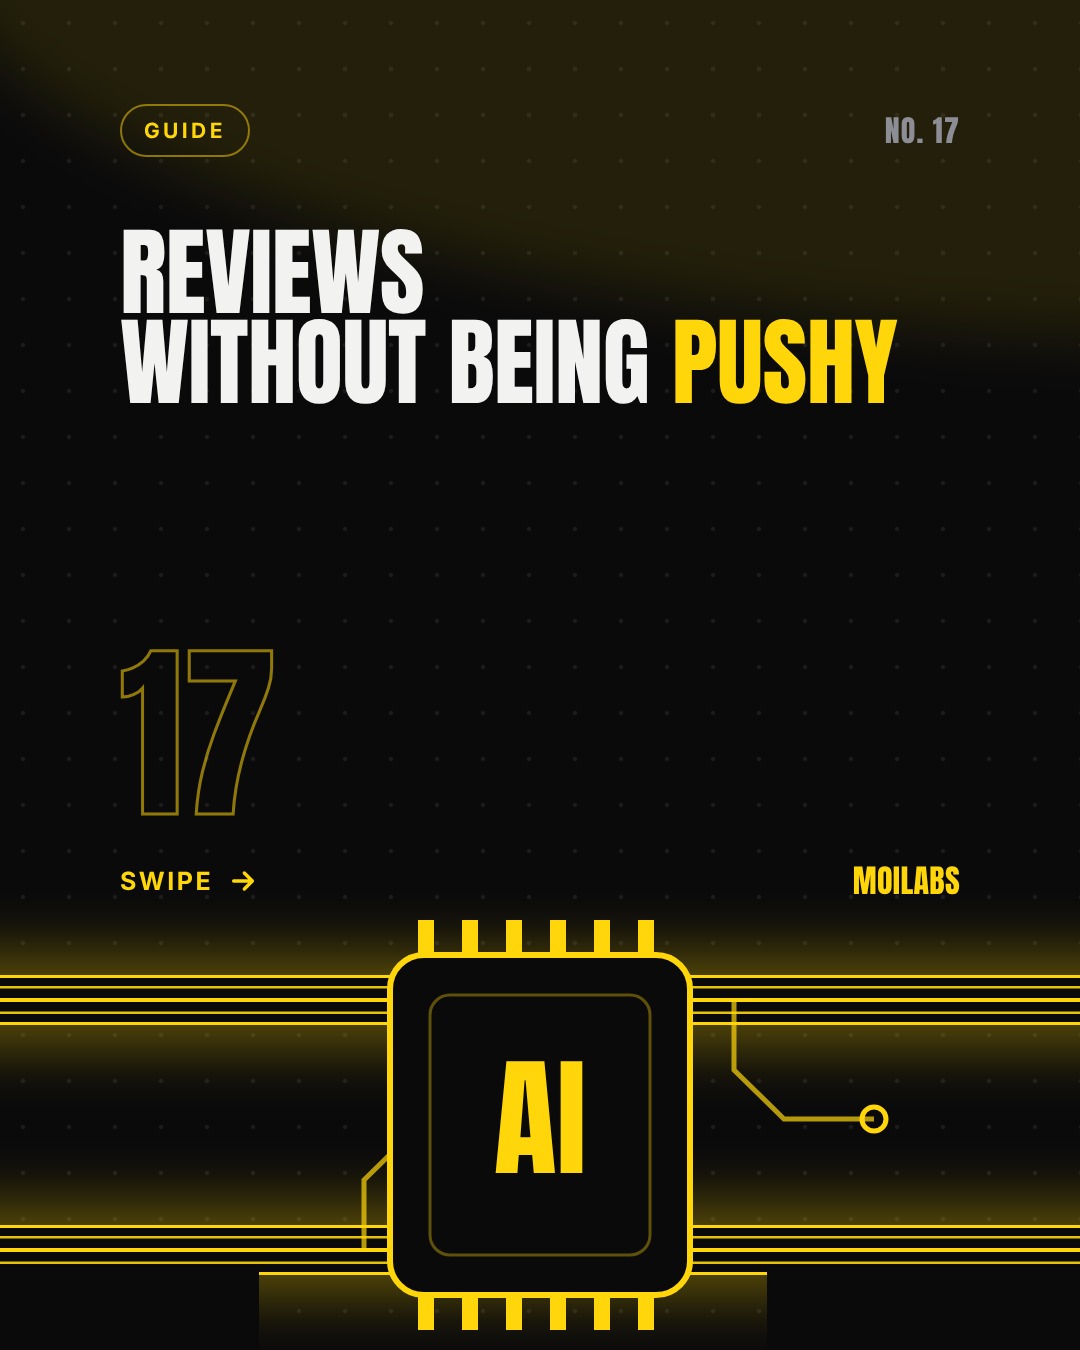 GUIDE
NO. 17
REVIEWS
WITHOUT BEING PUSHY
17
SWIPE →
MOILABS
AI